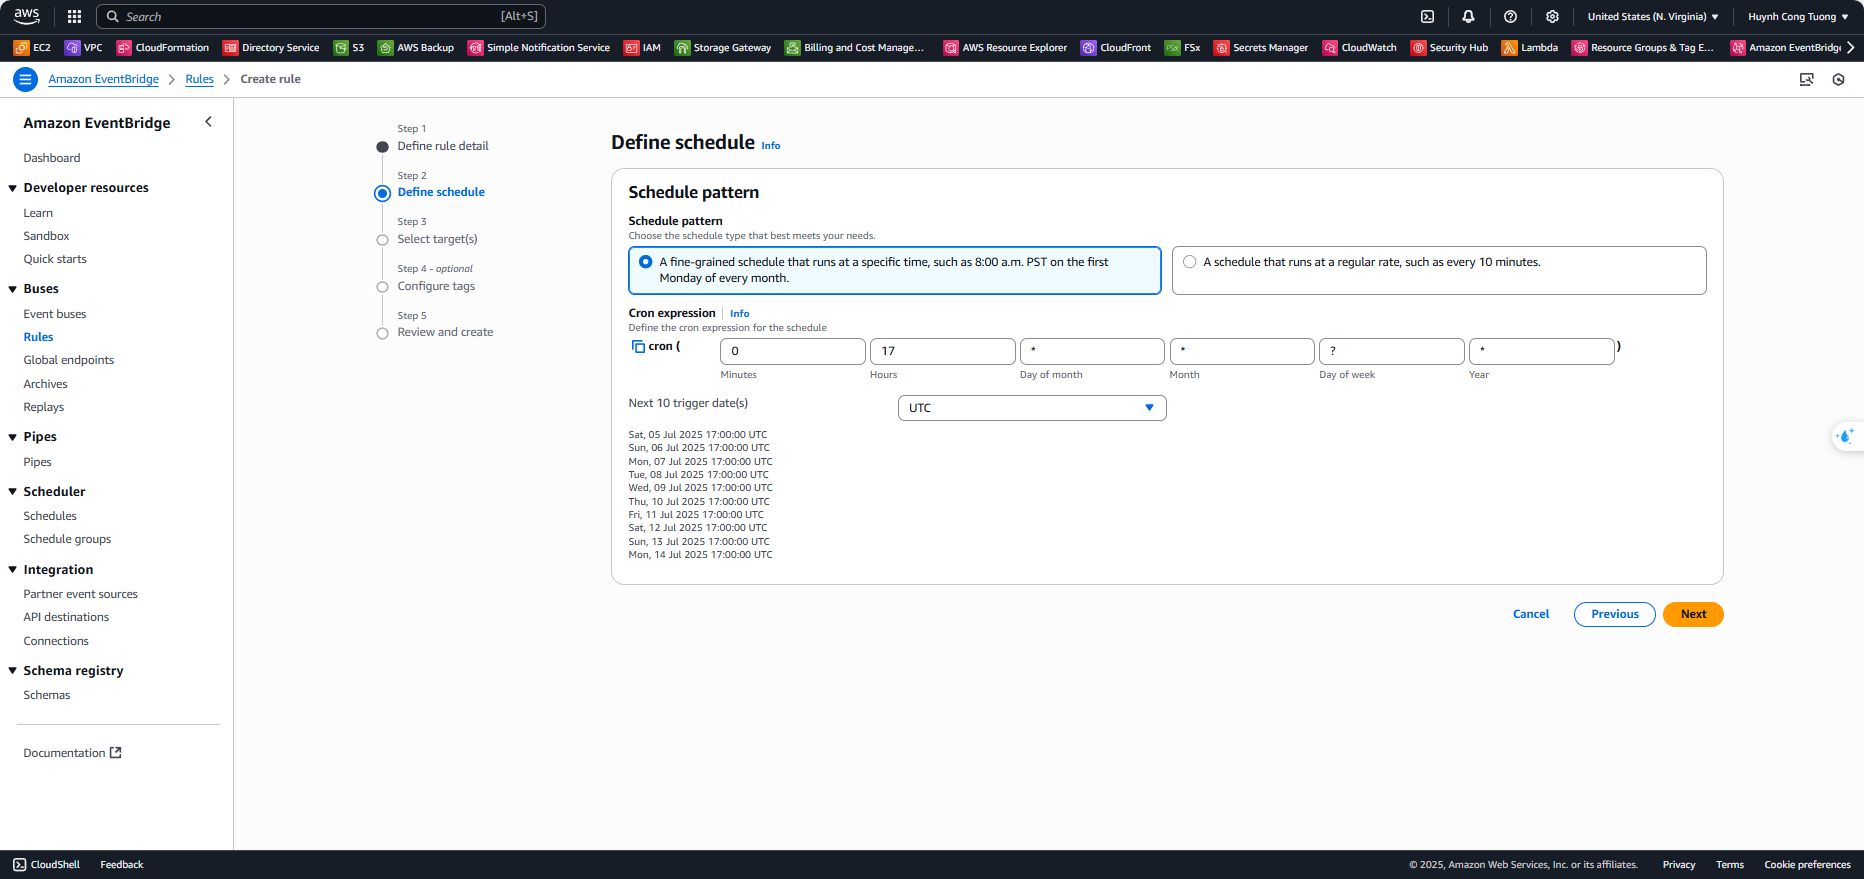 aws
Search
[Alt+S]
United States (N. Virginia)
Huynh Cong Tuong
EC2
VPC
CloudFormation
Directory Service
S3
AWS Backup
Simple Notification Service
IAM
Storage Gateway
Billing and Cost Manage...
AWS Resource Explorer
CloudFront
FSx
Secrets Manager
CloudWatch
Security Hub
Lambda
Resource Groups & Tag E...
Amazon EventBridge
Amazon EventBridge
Rules
Create rule
Amazon EventBridge
Dashboard
Developer resources
Learn
Sandbox
Quick starts
Buses
Event buses
Rules
Global endpoints
Archives
Replays
Pipes
Pipes
Scheduler
Schedules
Schedule groups
Integration
Partner event sources
API destinations
Connections
Schema registry
Schemas
Documentation
Step 1
Define rule detail
Step 2
Define schedule
Step 3
Select target(s)
Step 4 - optional
Configure tags
Step 5
Review and create
Define schedule Info
Schedule pattern
Schedule pattern
Choose the schedule type that best meets your needs.
A fine-grained schedule that runs at a specific time, such as 8:00 a.m. PST on the first
Monday of every month.
A schedule that runs at a regular rate, such as every 10 minutes.
Cron expression Info
Define the cron expression for the schedule
cron ( 0 17 * * ? * )
Minutes Hours Day of month Month Day of week Year
Next 10 trigger date(s)
UTC
Sat, 05 Jul 2025 17:00:00 UTC
Sun, 06 Jul 2025 17:00:00 UTC
Mon, 07 Jul 2025 17:00:00 UTC
Tue, 08 Jul 2025 17:00:00 UTC
Wed, 09 Jul 2025 17:00:00 UTC
Thu, 10 Jul 2025 17:00:00 UTC
Fri, 11 Jul 2025 17:00:00 UTC
Sat, 12 Jul 2025 17:00:00 UTC
Sun, 13 Jul 2025 17:00:00 UTC
Mon, 14 Jul 2025 17:00:00 UTC
Cancel
Previous
Next
CloudShell
Feedback
© 2025, Amazon Web Services, Inc. or its affiliates.
Privacy
Terms
Cookie preferences